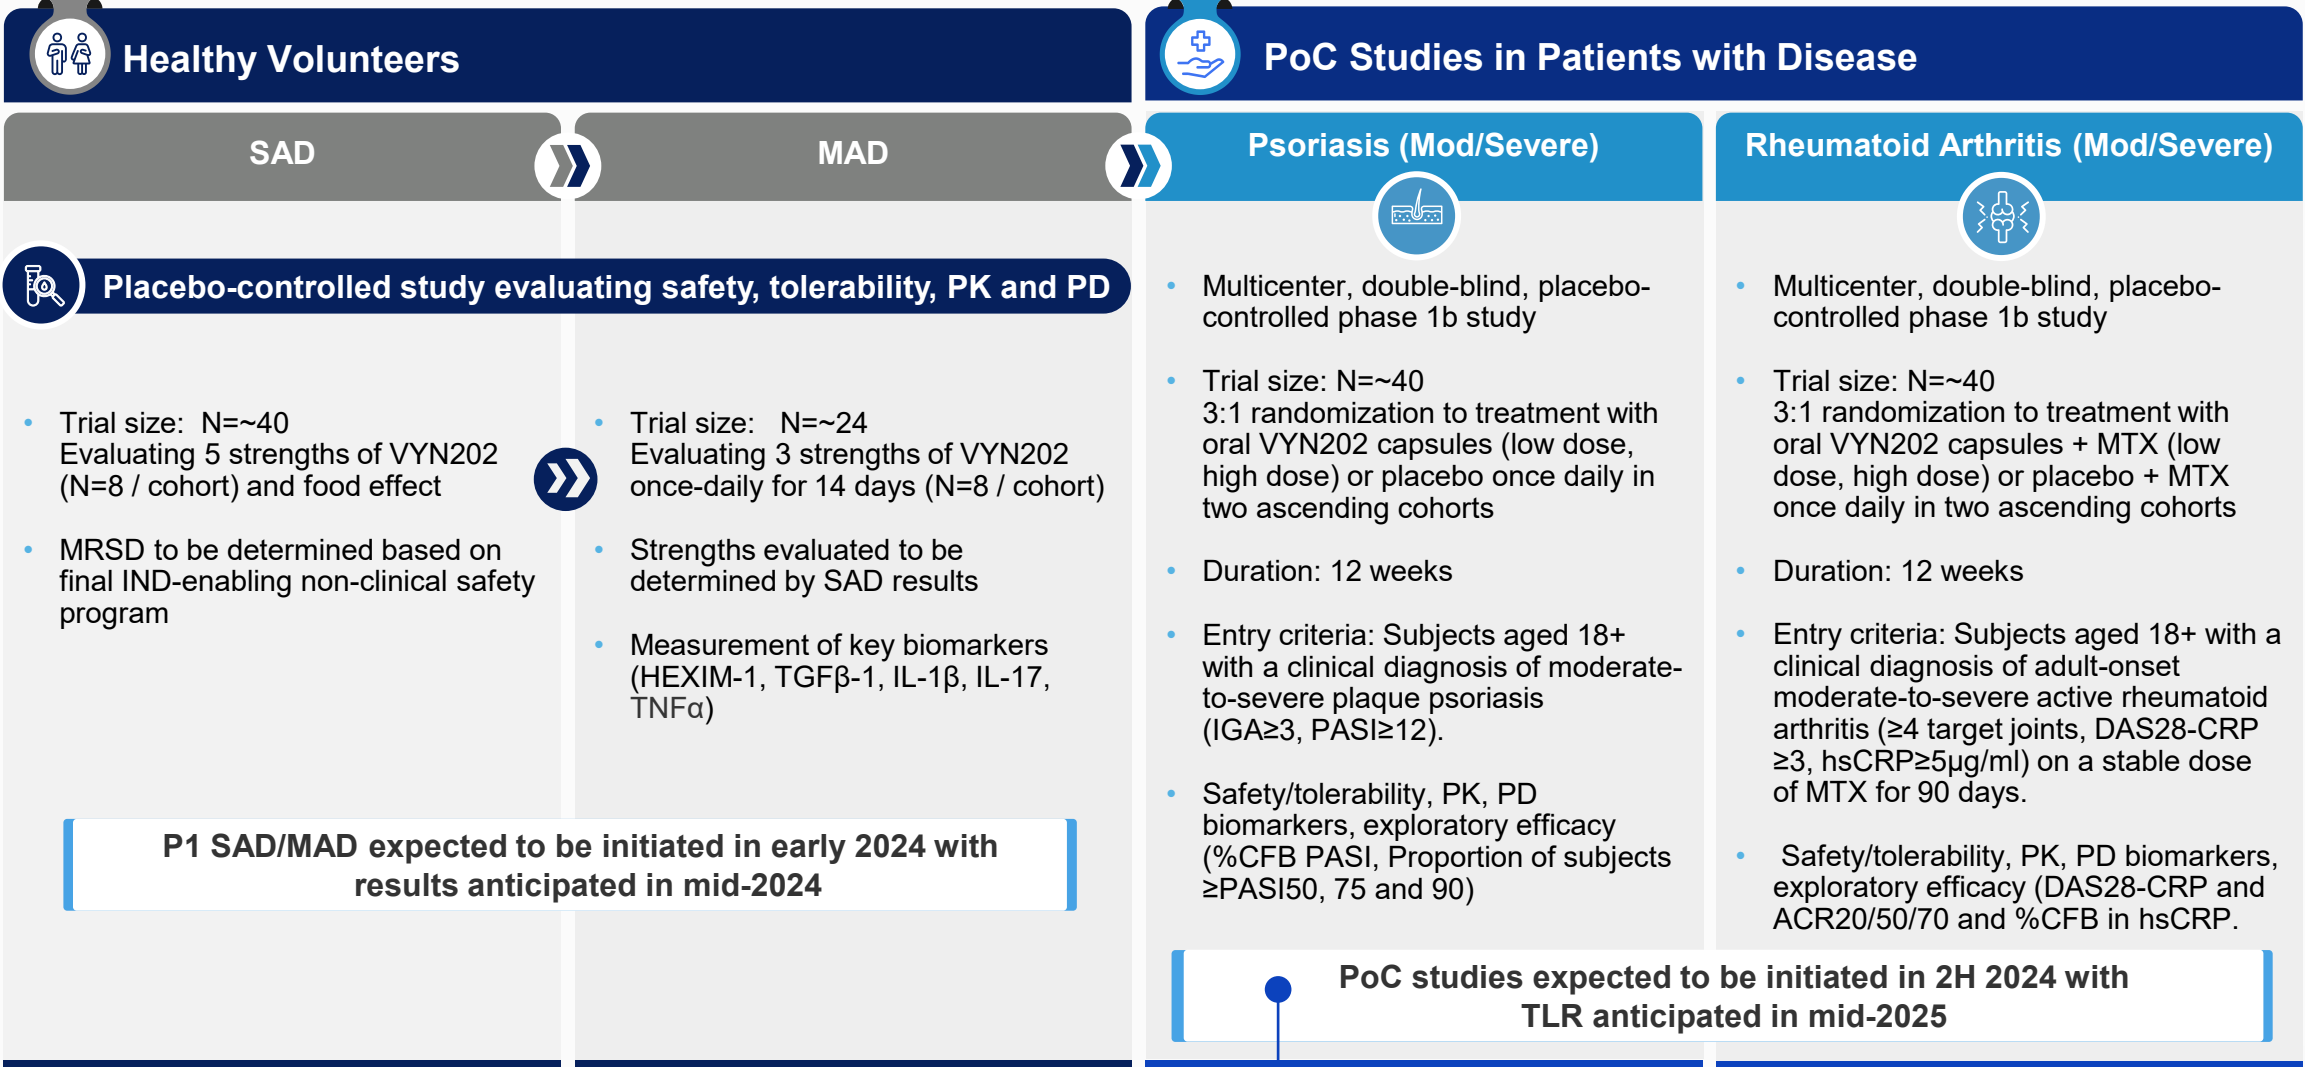 Healthy Volunteers
SAD
MAD
Placebo-controlled study evaluating safety, tolerability, PK and PD
• Trial size:  N=~40
Evaluating 5 strengths of VYN202
(N=8 / cohort) and food effect
• MRSD to be determined based on
final IND-enabling non-clinical safety
program
• Trial size:   N=~24
Evaluating 3 strengths of VYN202
once-daily for 14 days (N=8 / cohort)
• Strengths evaluated to be
determined by SAD results
• Measurement of key biomarkers
(HEXIM-1, TGFβ-1, IL-1β, IL-17,
TNFα)
P1 SAD/MAD expected to be initiated in early 2024 with
results anticipated in mid-2024
PoC Studies in Patients with Disease
Psoriasis (Mod/Severe)
• Multicenter, double-blind, placebo-
controlled phase 1b study
• Trial size: N=~40
3:1 randomization to treatment with
oral VYN202 capsules (low dose,
high dose) or placebo once daily in
two ascending cohorts
• Duration: 12 weeks
• Entry criteria: Subjects aged 18+
with a clinical diagnosis of moderate-
to-severe plaque psoriasis
(IGA≥3, PASI≥12).
• Safety/tolerability, PK, PD
biomarkers, exploratory efficacy
(%CFB PASI, Proportion of subjects
≥PASI50, 75 and 90)
Rheumatoid Arthritis (Mod/Severe)
• Multicenter, double-blind, placebo-
controlled phase 1b study
• Trial size: N=~40
3:1 randomization to treatment with
oral VYN202 capsules + MTX (low
dose, high dose) or placebo + MTX
once daily in two ascending cohorts
• Duration: 12 weeks
• Entry criteria: Subjects aged 18+ with a
clinical diagnosis of adult-onset
moderate-to-severe active rheumatoid
arthritis (≥4 target joints, DAS28-CRP
≥3, hsCRP≥5µg/ml) on a stable dose
of MTX for 90 days.
• Safety/tolerability, PK, PD biomarkers,
exploratory efficacy (DAS28-CRP and
ACR20/50/70 and %CFB in hsCRP.
PoC studies expected to be initiated in 2H 2024 with
TLR anticipated in mid-2025